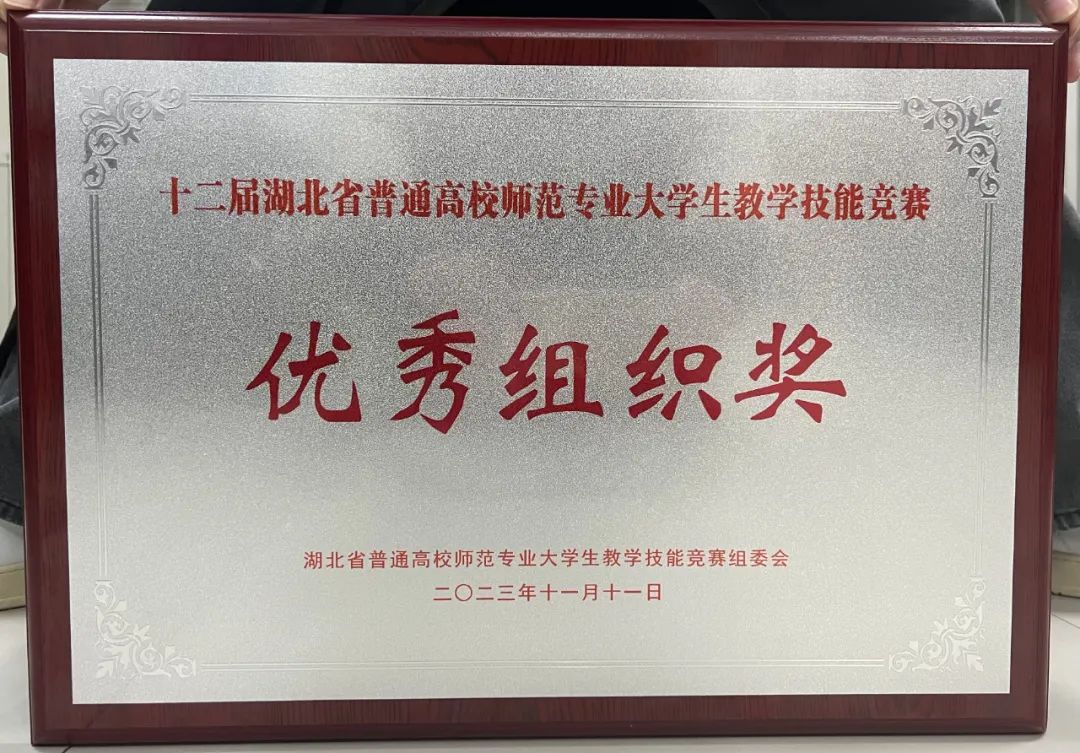 十二届湖北省普通高校师范专业大学生教学技能竞赛
优秀组织奖
湖北省普通高校师范专业大学生教学技能竞赛组委会
二〇二三年十一月十一日